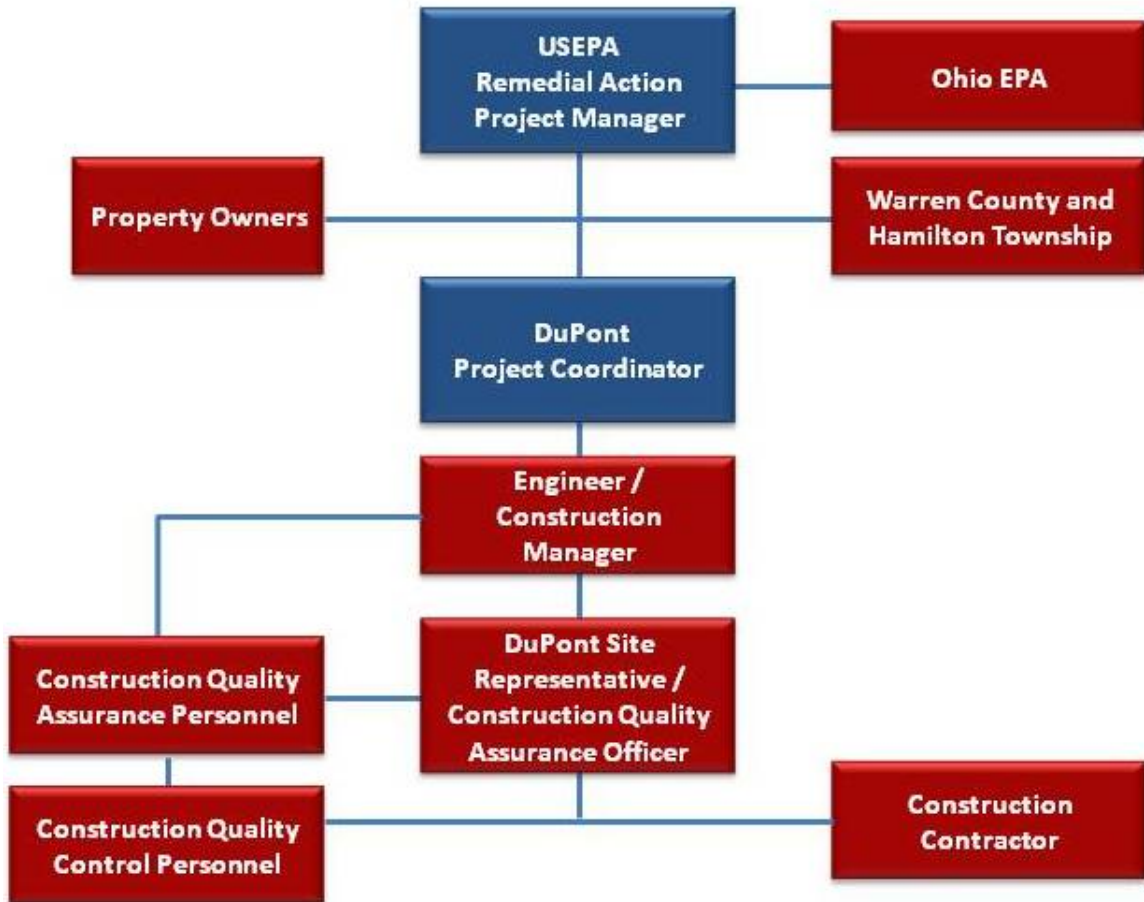 USEPA
Remedial Action
Project Manager
Ohio EPA
Property Owners
Warren County and
Hamilton Township
DuPont
Project Coordinator
Engineer /
Construction
Manager
Construction Quality
Assurance Personnel
DuPont Site
Representative /
Construction Quality
Assurance Officer
Construction Quality
Control Personnel
Construction
Contractor